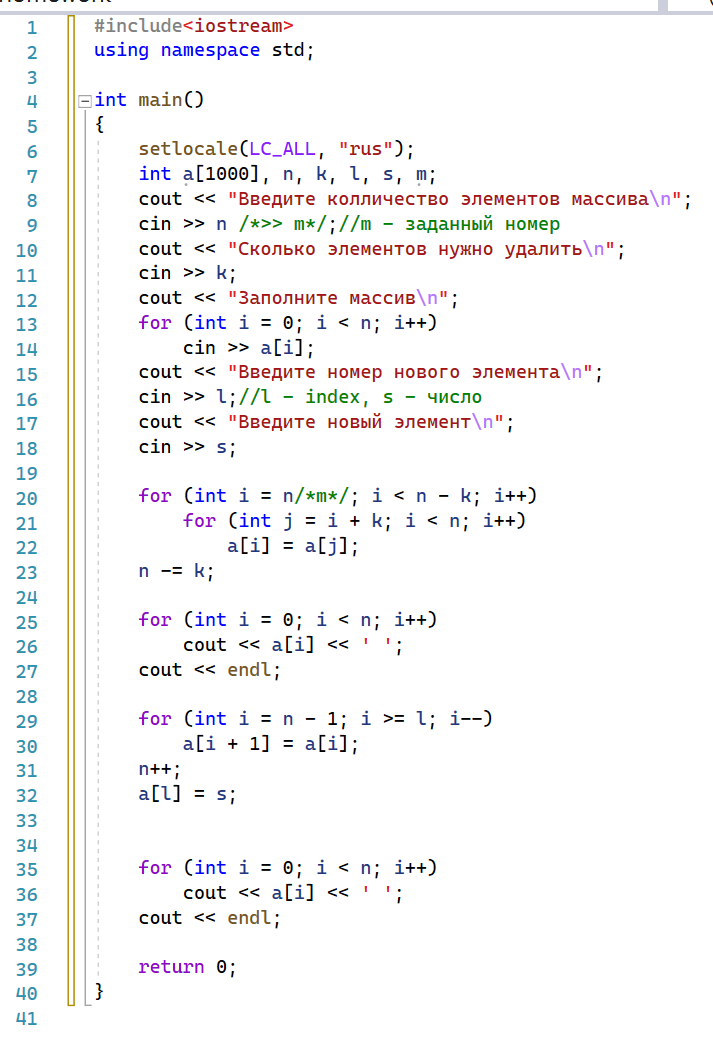 1 #include<iostream>
2 using namespace std;
3
4 int main()
5 {
6 setlocale(LC_ALL, "rus");
7 int a[1000], n, k, l, s, m;
8 cout << "Введите колличество элементов массива\n";
9 cin >> n /*>> m*/;//m - заданный номер
10 cout << "Сколько элементов нужно удалить\n";
11 cin >> k;
12 cout << "Заполните массив\n";
13 for (int i = 0; i < n; i++)
14 cin >> a[i];
15 cout << "Введите номер нового элемента\n";
16 cin >> l;//l - index, s - число
17 cout << "Введите новый элемент\n";
18 cin >> s;
19
20 for (int i = n/*m*/; i < n - k; i++)
21 for (int j = i + k; i < n; i++)
22 a[i] = a[j];
23 n -= k;
24
25 for (int i = 0; i < n; i++)
26 cout << a[i] << ' ';
27 cout << endl;
28
29 for (int i = n - 1; i >= l; i--)
30 a[i + 1] = a[i];
31 n++;
32 a[l] = s;
33
34
35 for (int i = 0; i < n; i++)
36 cout << a[i] << ' ';
37 cout << endl;
38
39 return 0;
40 }
41